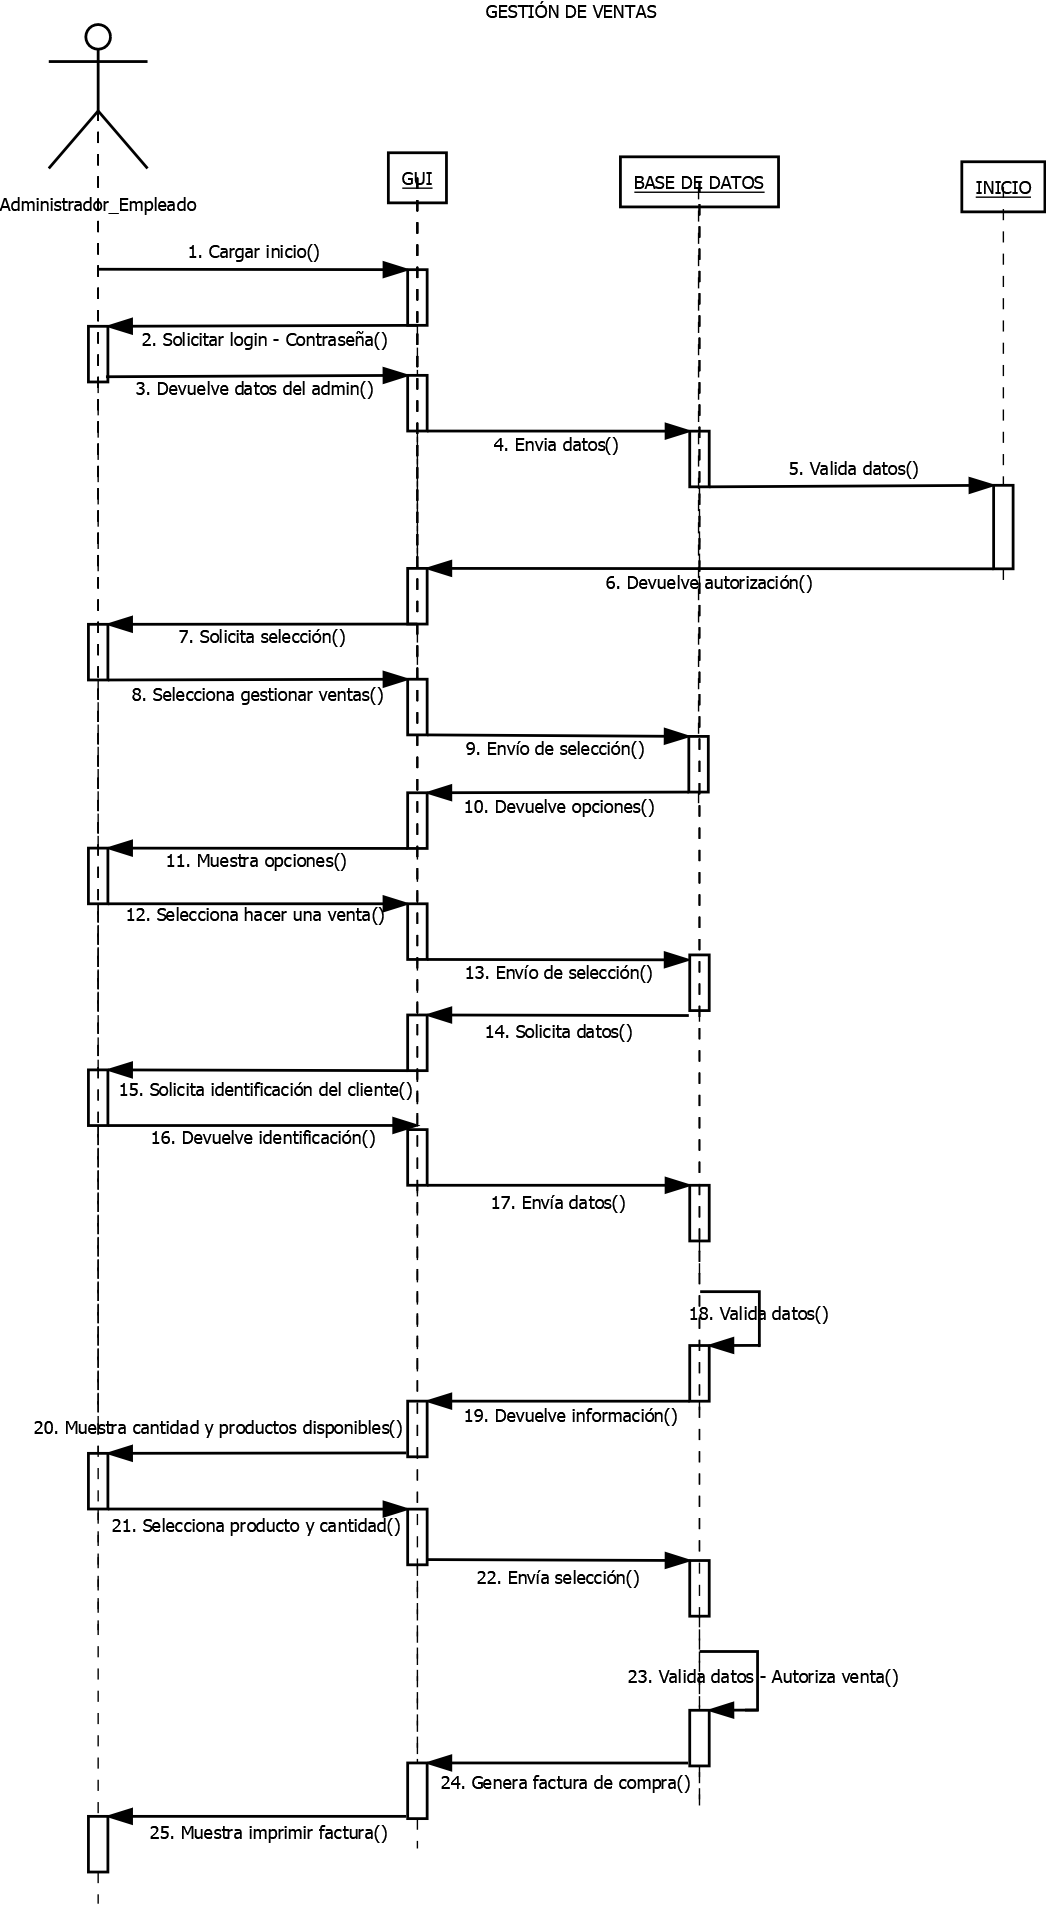 GESTIÓN DE VENTAS
GUI
BASE DE DATOS
INICIO
Administrador_Empleado
1. Cargar inicio()
2. Solicitar login - Contraseña()
3. Devuelve datos del admin()
4. Envia datos()
5. Valida datos()
6. Devuelve autorización()
7. Solicita selección()
8. Selecciona gestionar ventas()
9. Envío de selección()
10. Devuelve opciones()
11. Muestra opciones()
12. Selecciona hacer una venta()
13. Envío de selección()
14. Solicita datos()
15. Solicita identificación del cliente()
16. Devuelve identificación()
17. Envía datos()
18. Valida datos()
19. Devuelve información()
20. Muestra cantidad y productos disponibles()
21. Selecciona producto y cantidad()
22. Envía selección()
23. Valida datos - Autoriza venta()
24. Genera factura de compra()
25. Muestra imprimir factura()